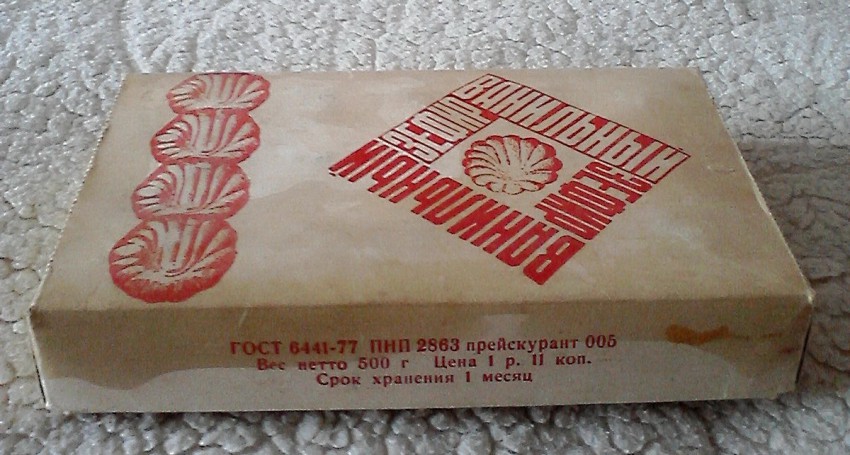 ВАНИЛЬНЫЙ
ЗЕФИР
ЗЕФИР
ВАНИЛЬНЫЙ
ГОСТ 6441-77 ПНП 2863 прейскурант 005
Вес нетто 500 г Цена 1 р. 11 коп.
Срок хранения 1 месяц